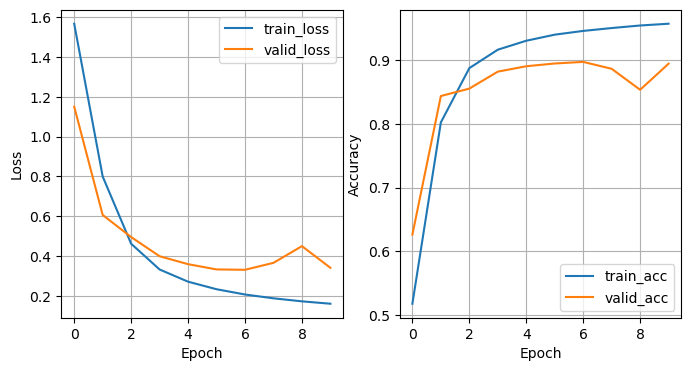 1.6
1.4
1.2
1.0
0.8
0.6
0.4
0.2
Loss
train_loss
valid_loss
0 2 4 6 8
Epoch
0.9
0.8
0.7
0.6
0.5
Accuracy
train_acc
valid_acc
0 2 4 6 8
Epoch